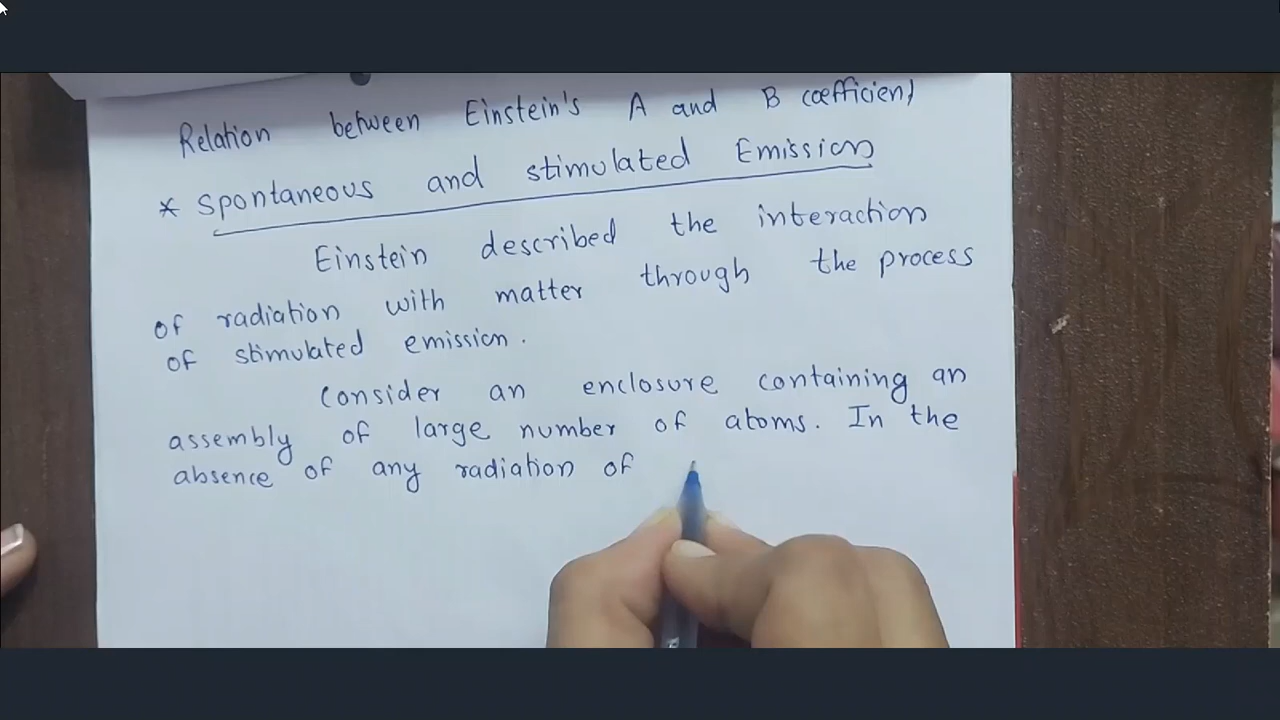 Relation between Einstein's A and B coefficient
* Spontaneous and stimulated Emission
Einstein described the interaction
of radiation with matter through the process
of stimulated emission.
Consider an enclosure containing an
assembly of large number of atoms. In the
absence of any radiation of